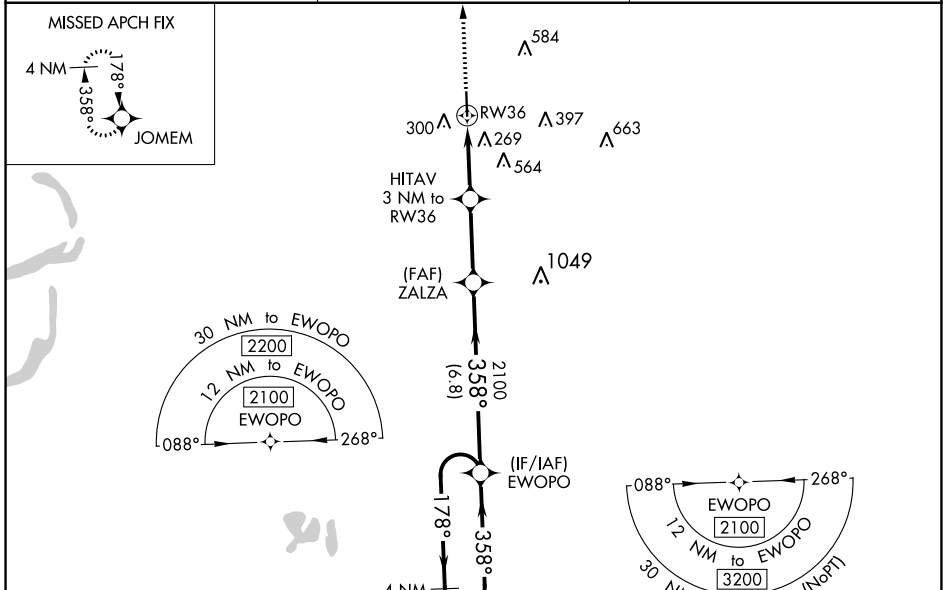 MISSED APCH FIX
4 NM
178°
358°
JOMEM
584
RW36
300
397
269
663
564
HITAV
3 NM to
RW36
(FAF)
ZALZA
1049
30 NM to EWOPO
2200
12 NM to EWOPO
2100
EWOPO
088°
268°
2100
358°
(6.8)
(IF/IAF)
EWOPO
178°
358°
4 NM
088°
268°
EWOPO
2100
12 NM to EWOPO
3200
30 NM
(NoPT)